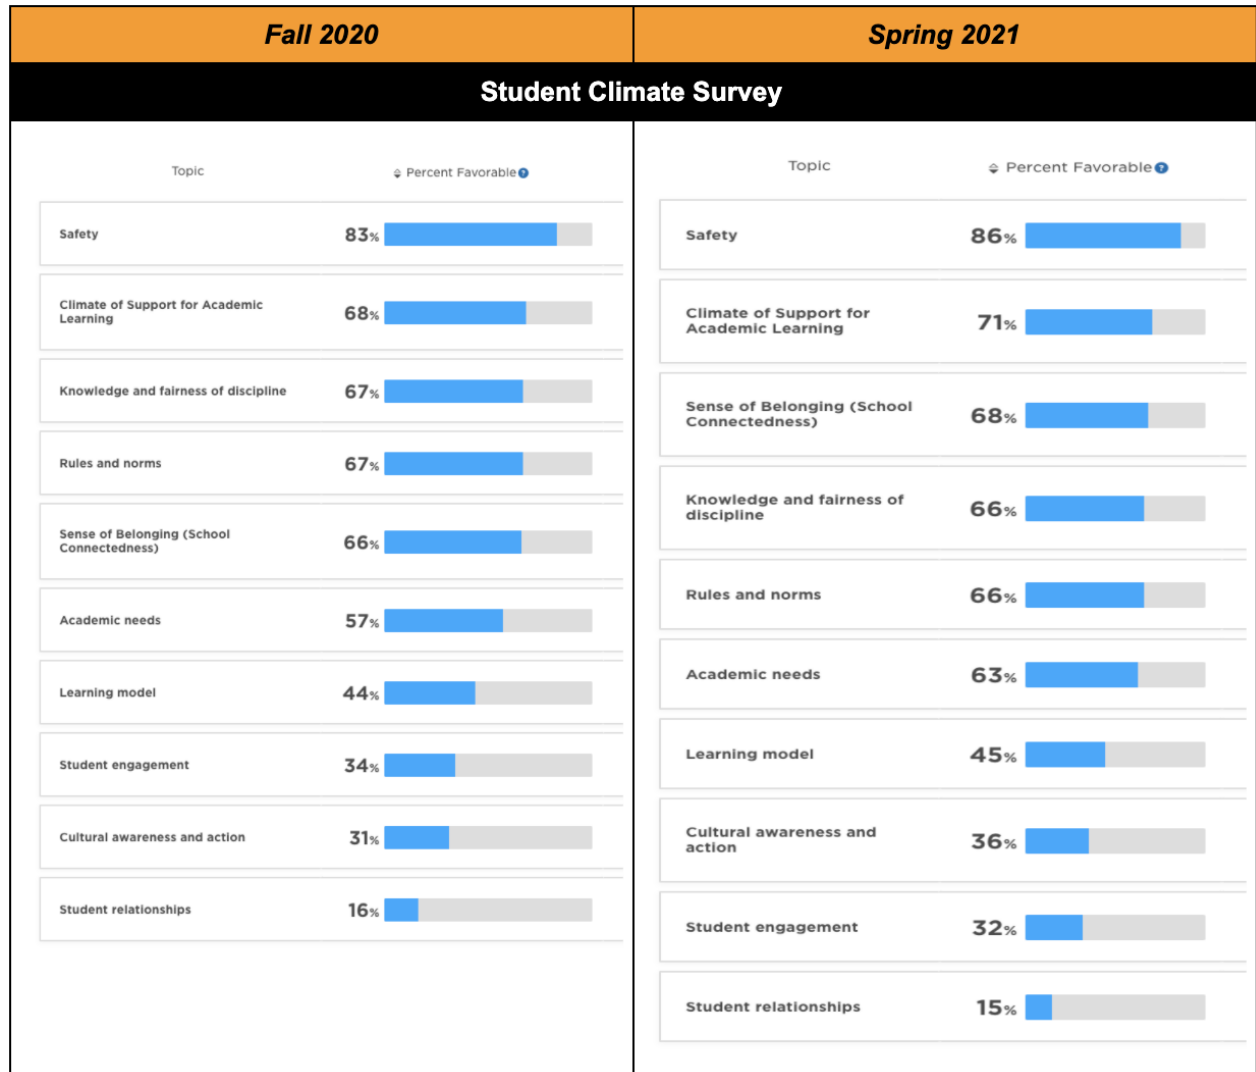 Fall 2020
Spring 2021
Student Climate Survey
Topic
Percent Favorable ?
Safety
83%
Climate of Support for Academic
Learning
68%
Knowledge and fairness of discipline
67%
Rules and norms
67%
Sense of Belonging (School
Connectedness)
66%
Academic needs
57%
Learning model
44%
Student engagement
34%
Cultural awareness and action
31%
Student relationships
16%
Topic
Percent Favorable ?
Safety
86%
Climate of Support for
Academic Learning
71%
Sense of Belonging (School
Connectedness)
68%
Knowledge and fairness of
discipline
66%
Rules and norms
66%
Academic needs
63%
Learning model
45%
Cultural awareness and
action
36%
Student engagement
32%
Student relationships
15%